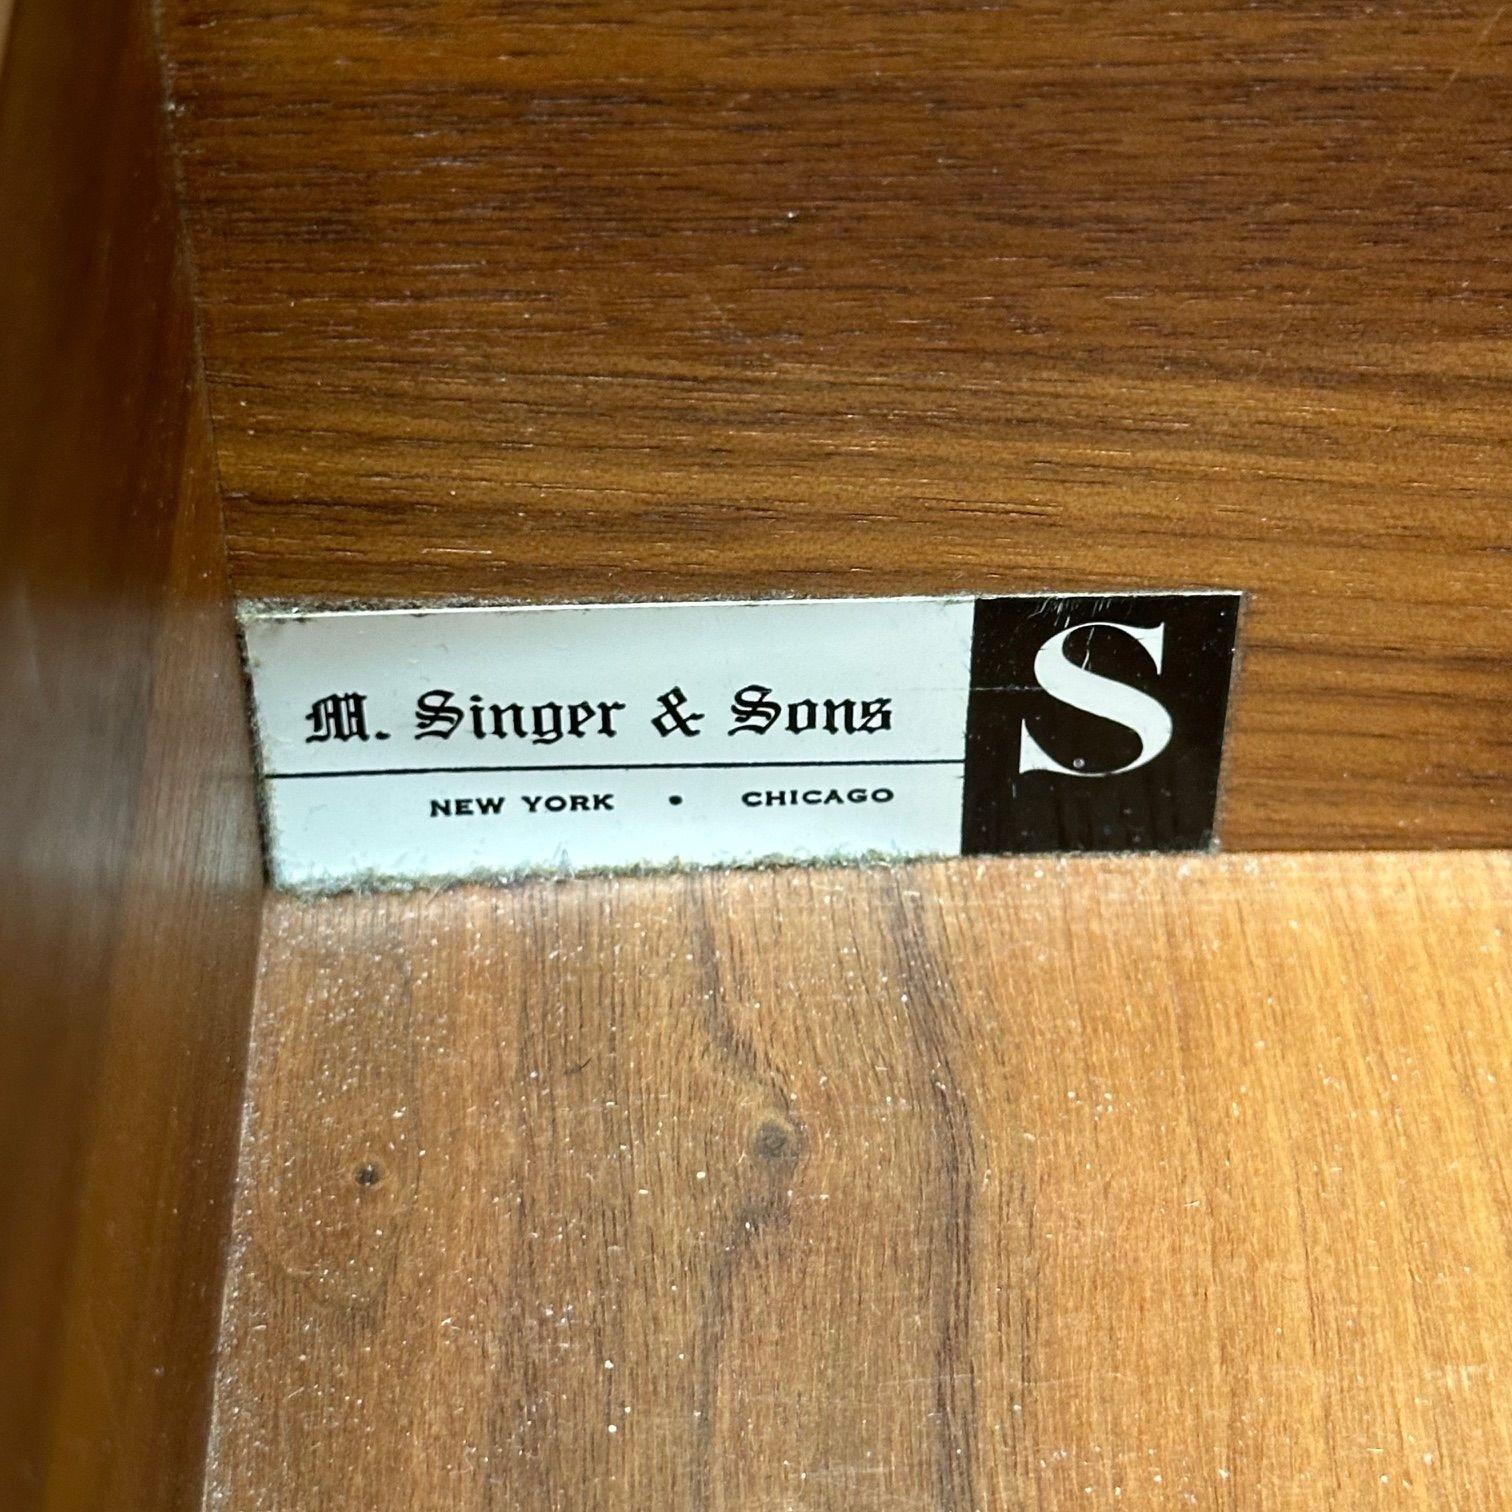 M. Singer & Sons
NEW YORK • CHICAGO
S